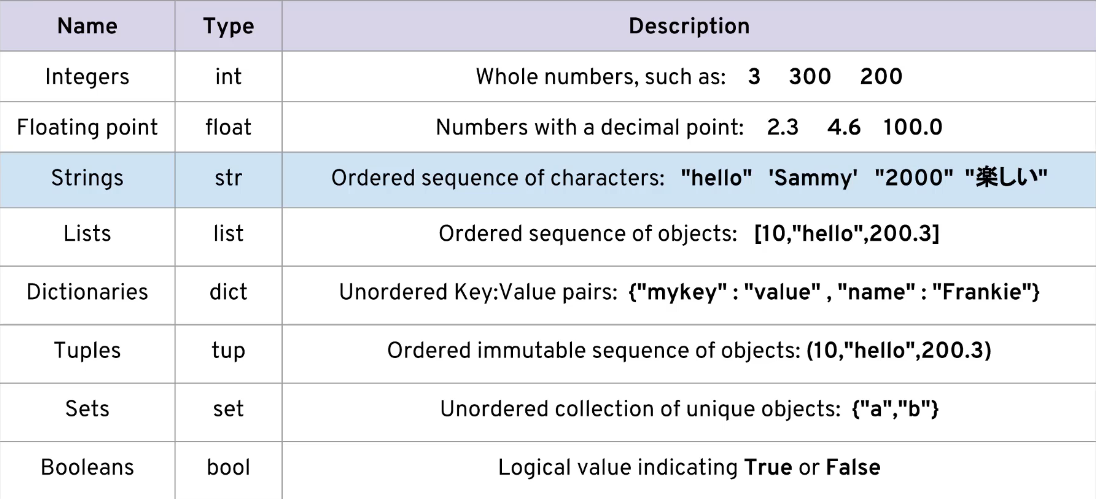 Name Type Description
Integers int Whole numbers, such as: 3 300 200
Floating point float Numbers with a decimal point: 2.3 4.6 100.0
Strings str Ordered sequence of characters: "hello" 'Sammy' "2000" "楽しい"
Lists list Ordered sequence of objects: [10,"hello",200.3]
Dictionaries dict Unordered Key:Value pairs: {"mykey" : "value" , "name" : "Frankie"}
Tuples tup Ordered immutable sequence of objects: (10,"hello",200.3)
Sets set Unordered collection of unique objects: {"a","b"}
Booleans bool Logical value indicating True or False